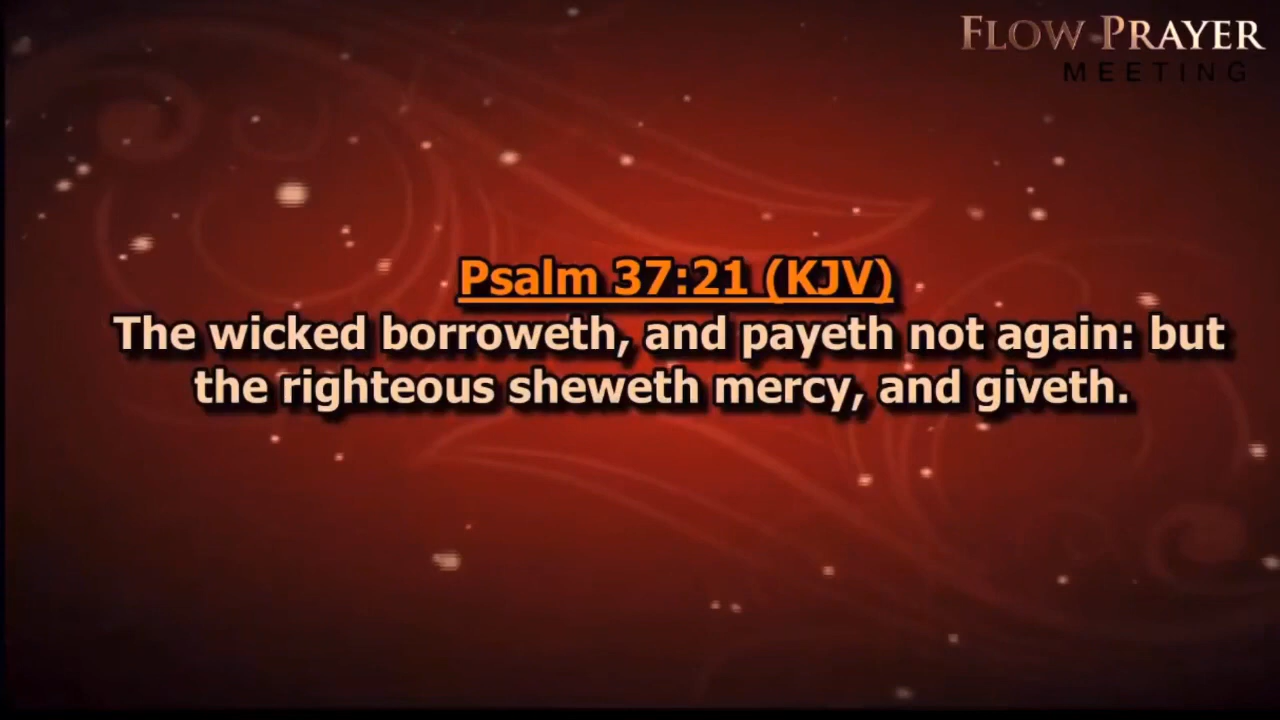 FLOW PRAYER
MEETING
Psalm 37:21 (KJV)
The wicked borroweth, and payeth not again: but
the righteous sheweth mercy, and giveth.